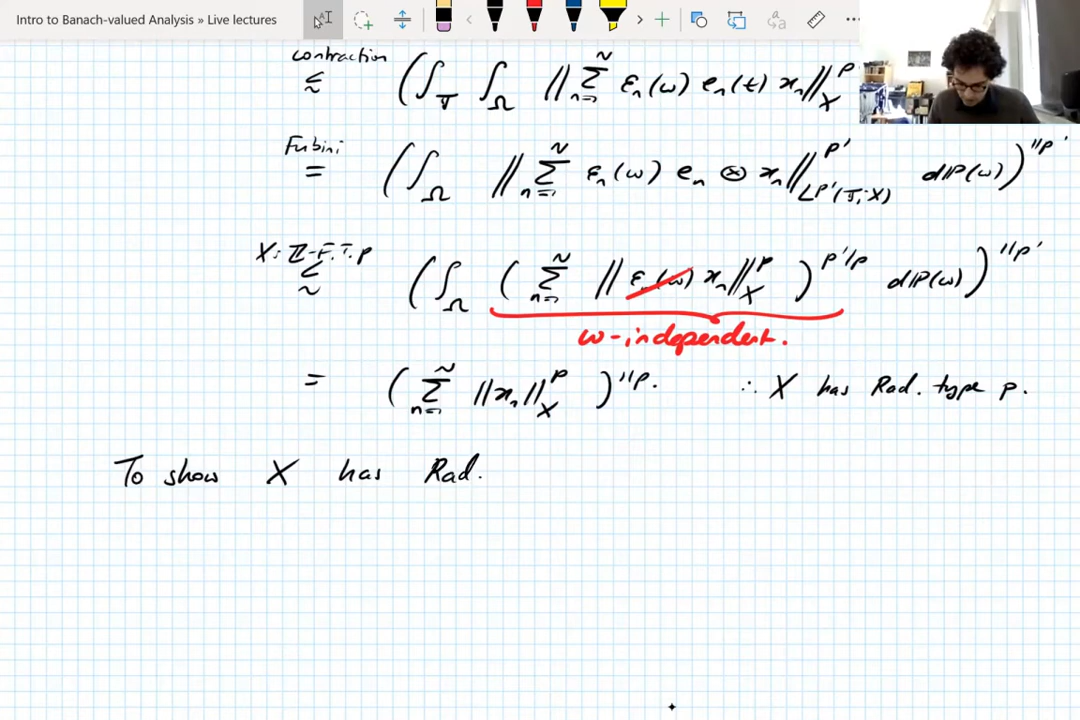 Intro to Banach-valued Analysis » Live lectures
contraction
≲ ( ∫_𝕋 ∫_Ω ‖ Σ_{n=1}^N ε_n(ω) e_n(t) x_n ‖_X^{p'}
Fubini
= ( ∫_Ω ‖ Σ_{n=1}^N ε_n(ω) e_n ⊗ x_n ‖_{L^{p'}(𝕋; X)}^{p'} dℙ(ω) )^{1/p'}
X: ℤ-F.T. p
≲ ( ∫_Ω ( Σ_{n=1}^N ‖ ε_n(ω) x_n ‖_X^p )^{p'/p} dℙ(ω) )^{1/p'}
ω-independent.
= ( Σ_{n=1}^N ‖x_n‖_X^p )^{1/p}. ∴ X has Rad. type p.
To show X has Rad.